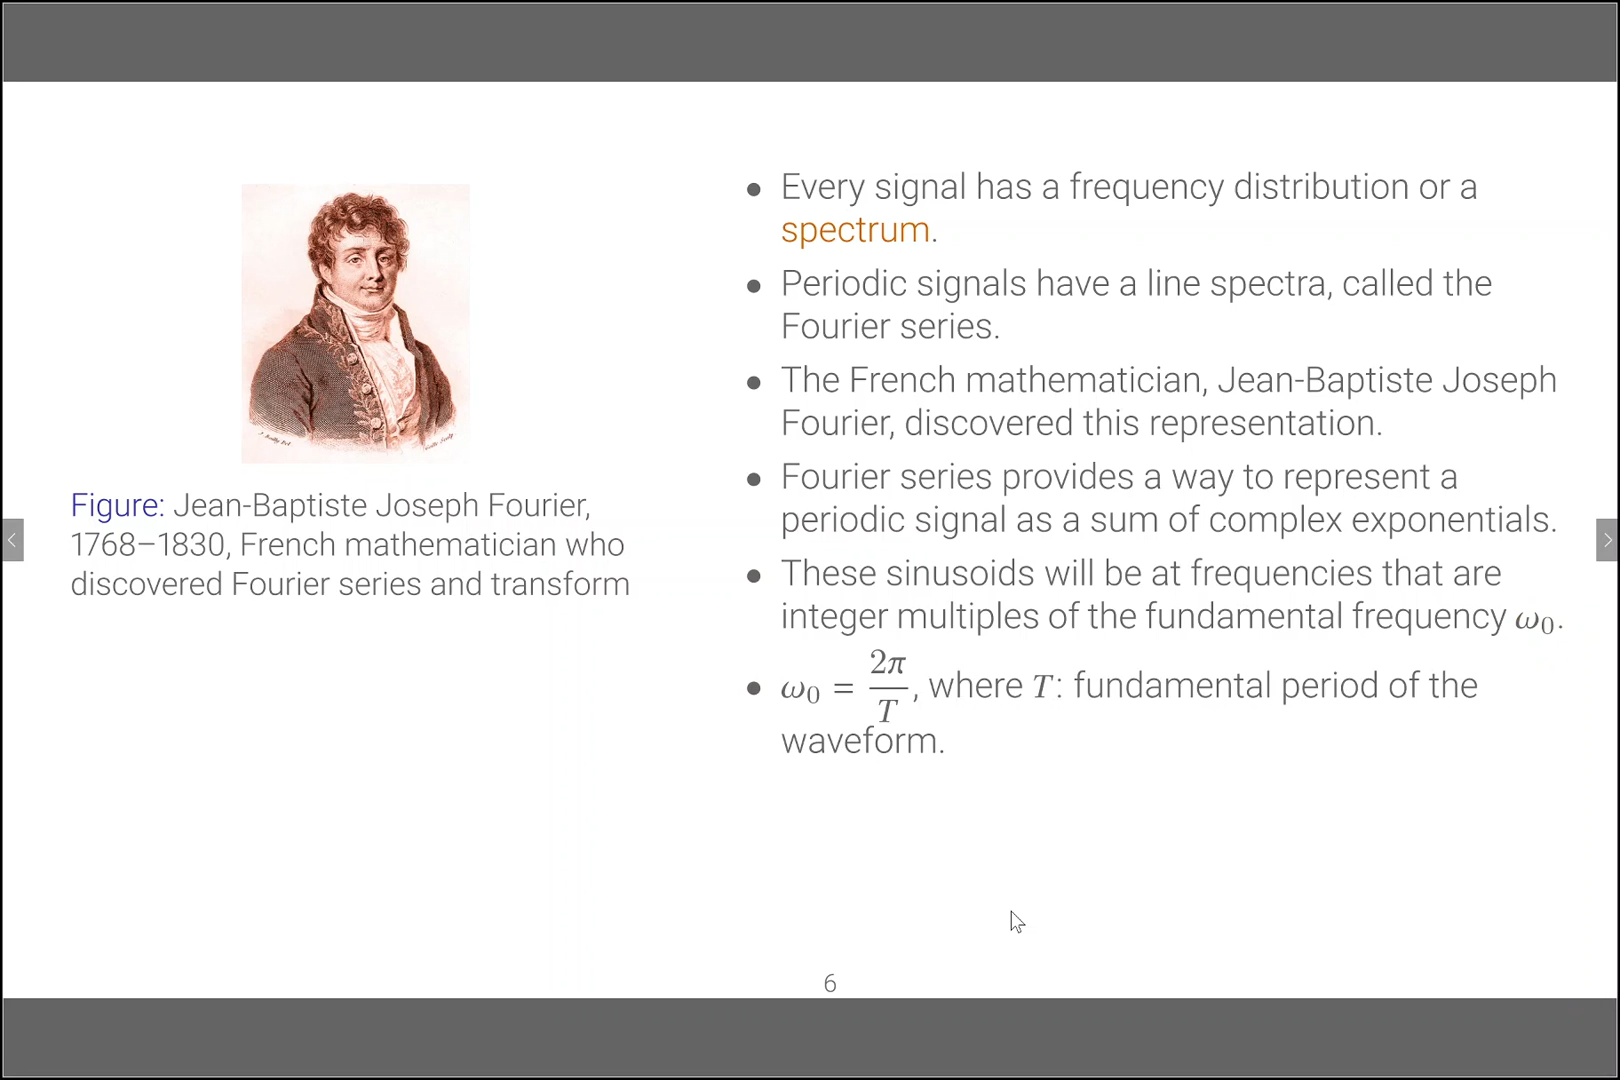 Figure: Jean-Baptiste Joseph Fourier,
1768–1830, French mathematician who
discovered Fourier series and transform
• Every signal has a frequency distribution or a
spectrum.
• Periodic signals have a line spectra, called the
Fourier series.
• The French mathematician, Jean-Baptiste Joseph
Fourier, discovered this representation.
• Fourier series provides a way to represent a
periodic signal as a sum of complex exponentials.
• These sinusoids will be at frequencies that are
integer multiples of the fundamental frequency ω₀.
• ω₀ = 2π/T, where T: fundamental period of the
waveform.
6